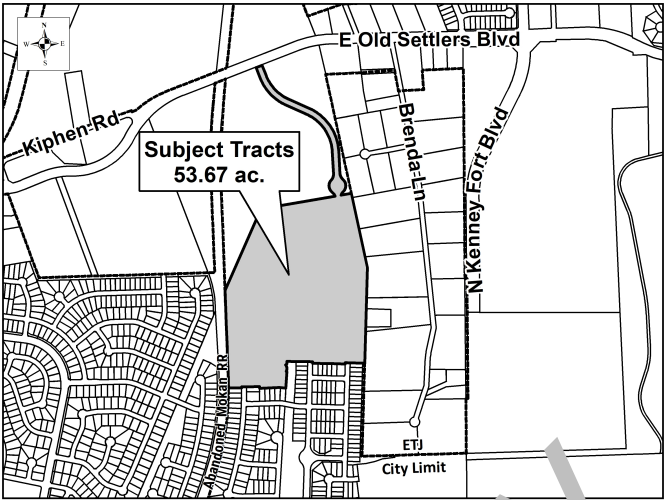 N
W E
S
E Old Settlers Blvd
Kiphen Rd
Brenda Ln
Subject Tracts
53.67 ac.
N Kenney Fort Blvd
Abandoned Mokan RR
ETJ
City Limit